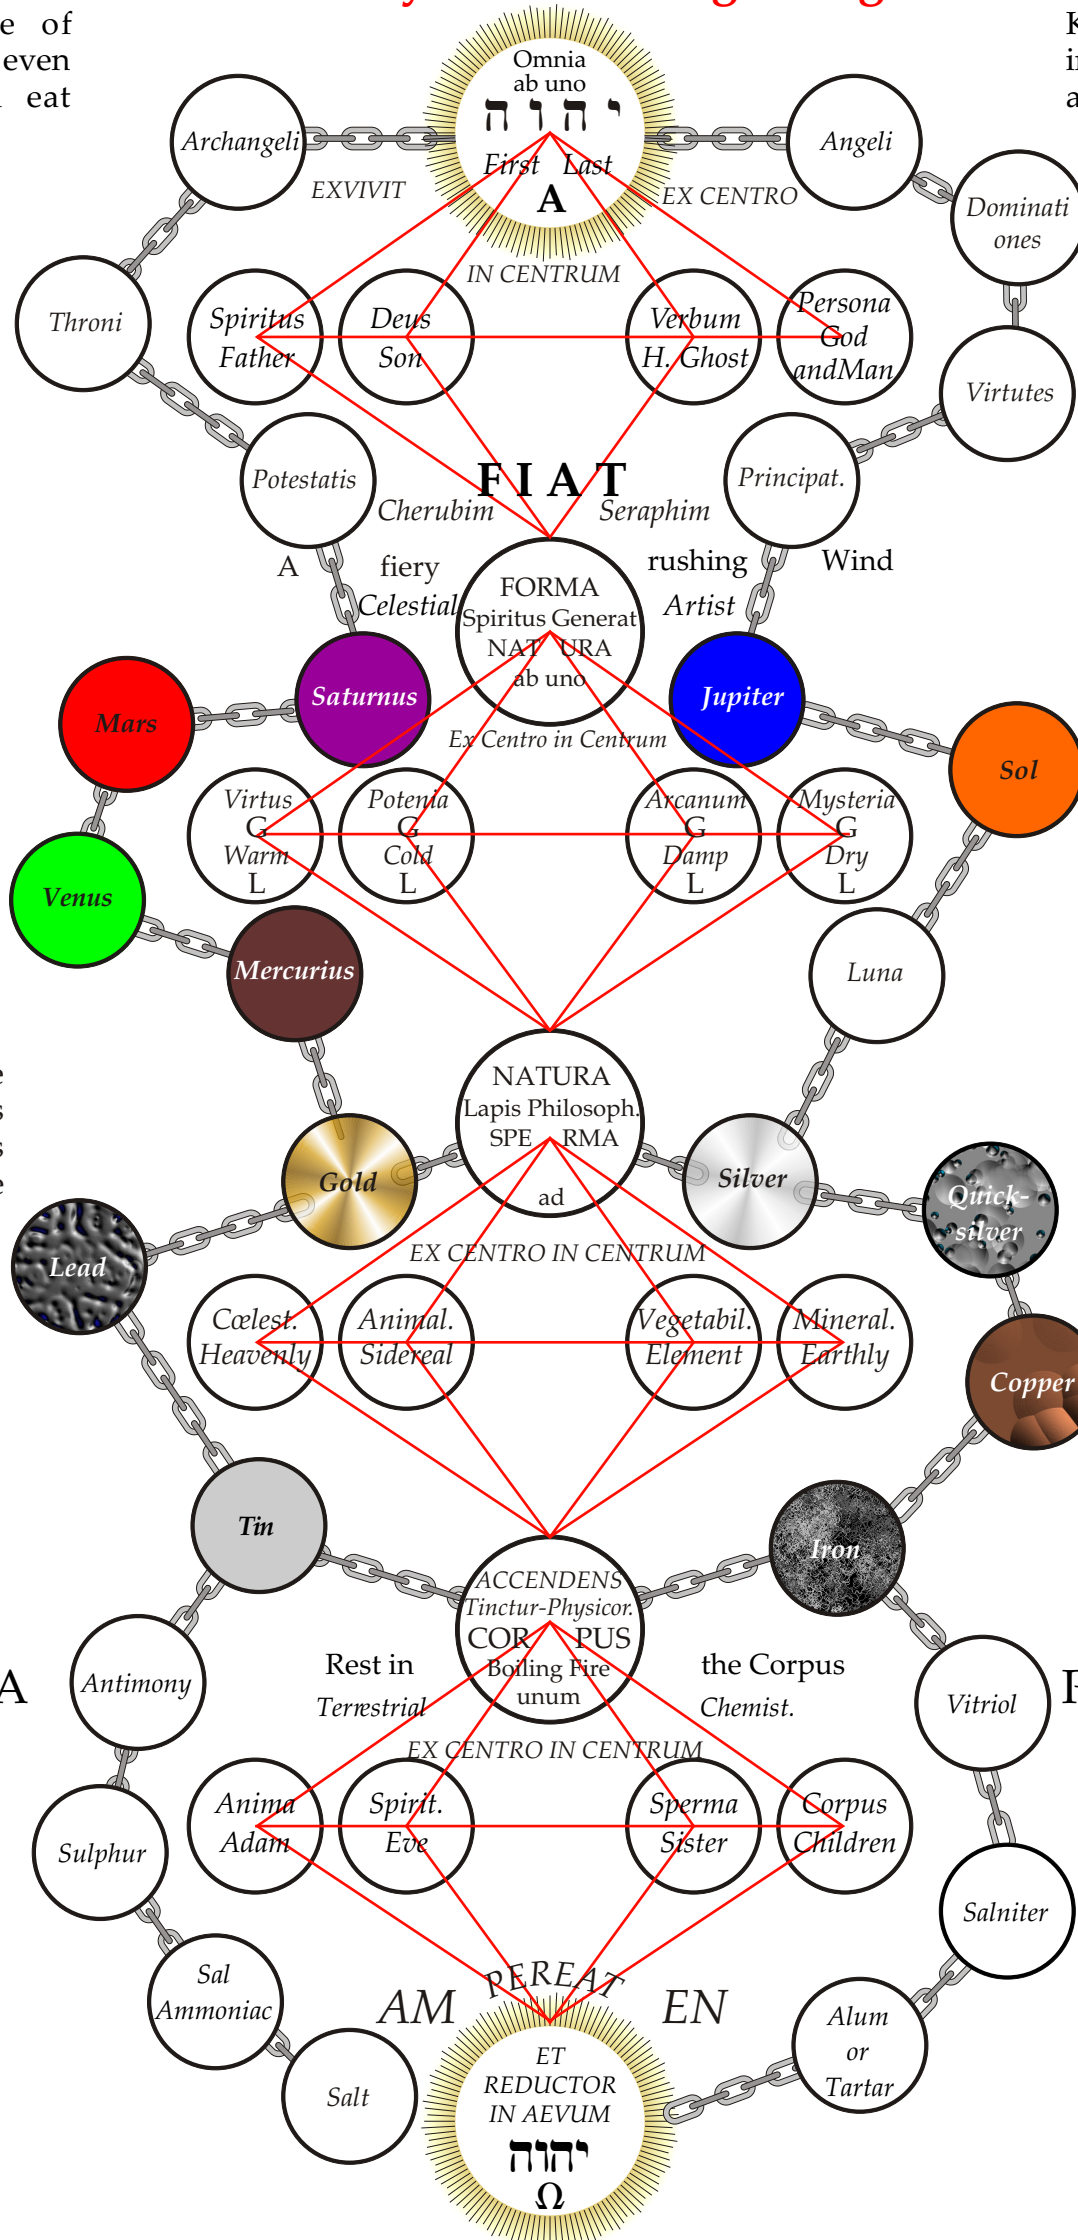 e of
even
eat
Omnia
ab uno
י ה ו ה
First Last
A
Archangeli
Angeli
EXVIVIT
EX CENTRO
Dominati
ones
IN CENTRUM
Throni
Spiritus
Father
Deus
Son
Verbum
H. Ghost
Persona
God
andMan
Virtutes
Potestatis
Principat.
FIAT
Cherubim
Seraphim
A fiery
rushing Wind
Celestial
Artist
FORMA
Spiritus Generat
NAT URA
ab uno
Saturnus
Jupiter
Mars
Sol
Ex Centro in Centrum
Virtus
G
Warm
L
Potenia
G
Cold
L
Arcanum
G
Damp
L
Mysteria
G
Dry
L
Venus
Mercurius
Luna
NATURA
Lapis Philosoph.
SPE RMA
ad
Gold
Silver
Quick-
silver
Lead
EX CENTRO IN CENTRUM
Cœlest.
Heavenly
Animal.
Sidereal
Vegetabil.
Element
Mineral.
Earthly
Copper
Tin
Iron
ACCENDENS
Tinctur-Physicor.
COR PUS
Boiling Fire
unum
Rest in
the Corpus
Terrestrial
Chemist.
Antimony
Vitriol
A
EX CENTRO IN CENTRUM
Anima
Adam
Spirit.
Eve
Sperma
Sister
Corpus
Children
Sulphur
Salniter
PEREAT
AM EN
Sal
Ammoniac
Alum
or
Tartar
Salt
ET
REDUCTOR
IN AEVUM
יהוה
Ω